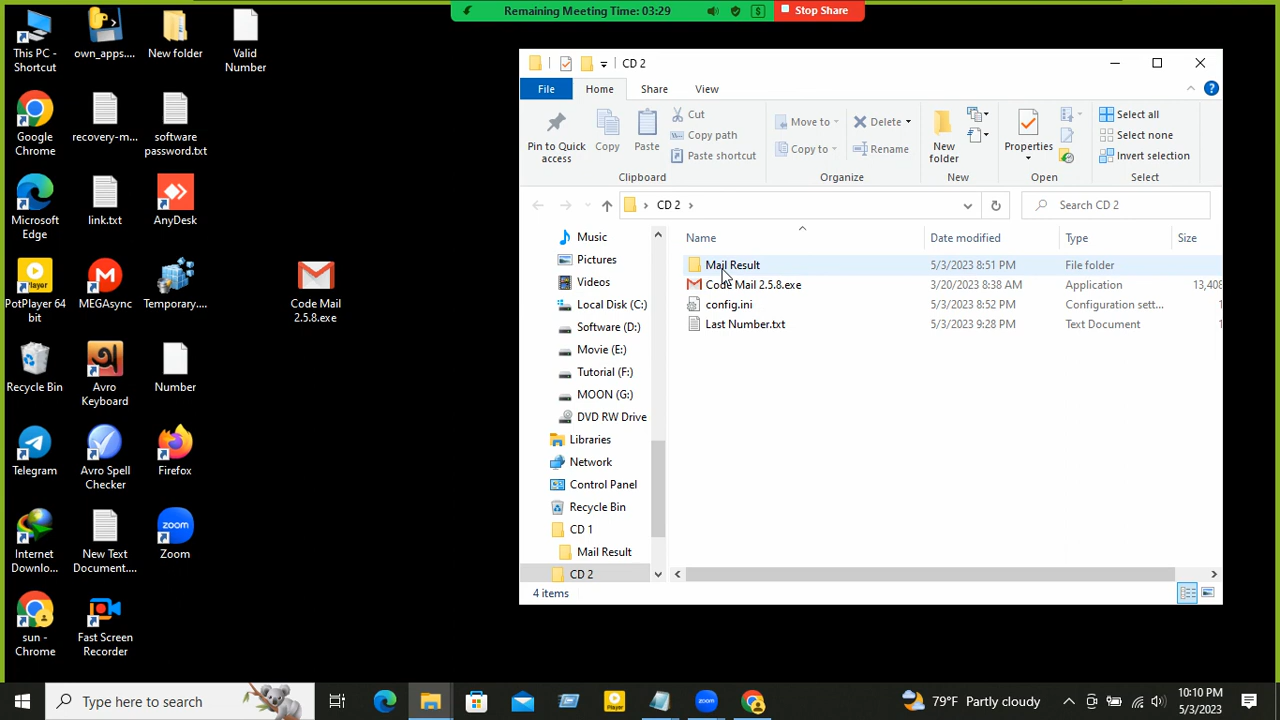 Remaining Meeting Time: 03:29
Stop Share
This PC -
Shortcut
own_apps....
New folder
Valid
Number
Google
Chrome
recovery-m...
software
password.txt
Microsoft
Edge
link.txt
AnyDesk
PotPlayer 64
bit
MEGAsync
Temporary....
Code Mail
2.5.8.exe
Recycle Bin
Avro
Keyboard
Number
Telegram
Avro Spell
Checker
Firefox
Internet
Downlo...
New Text
Document....
Zoom
zoom
sun -
Chrome
Fast Screen
Recorder
CD 2
File
Home
Share
View
Pin to Quick
access
Copy
Paste
Cut
Copy path
Paste shortcut
Clipboard
Move to
Copy to
Delete
Rename
Organize
New
folder
New
Properties
Open
Select all
Select none
Invert selection
Select
CD 2
Search CD 2
Music
Pictures
Videos
Local Disk (C:)
Software (D:)
Movie (E:)
Tutorial (F:)
MOON (G:)
DVD RW Drive
Libraries
Network
Control Panel
Recycle Bin
CD 1
Mail Result
CD 2
Name Date modified Type Size
Mail Result 5/3/2023 8:51 PM File folder
Code Mail 2.5.8.exe 3/20/2023 8:38 AM Application 13,408
config.ini 5/3/2023 8:52 PM Configuration sett...
Last Number.txt 5/3/2023 9:28 PM Text Document
4 items
Type here to search
79°F Partly cloudy
10:10 PM
5/3/2023